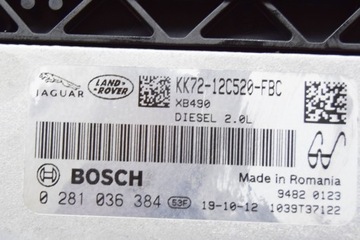 JAGUAR
LAND ROVER
KK72-12C520-FBC
XB490
DIESEL 2.0L
Made in Romania
BOSCH
9482 0123
0 281 036 384 53F 19-10-12 1039T37122